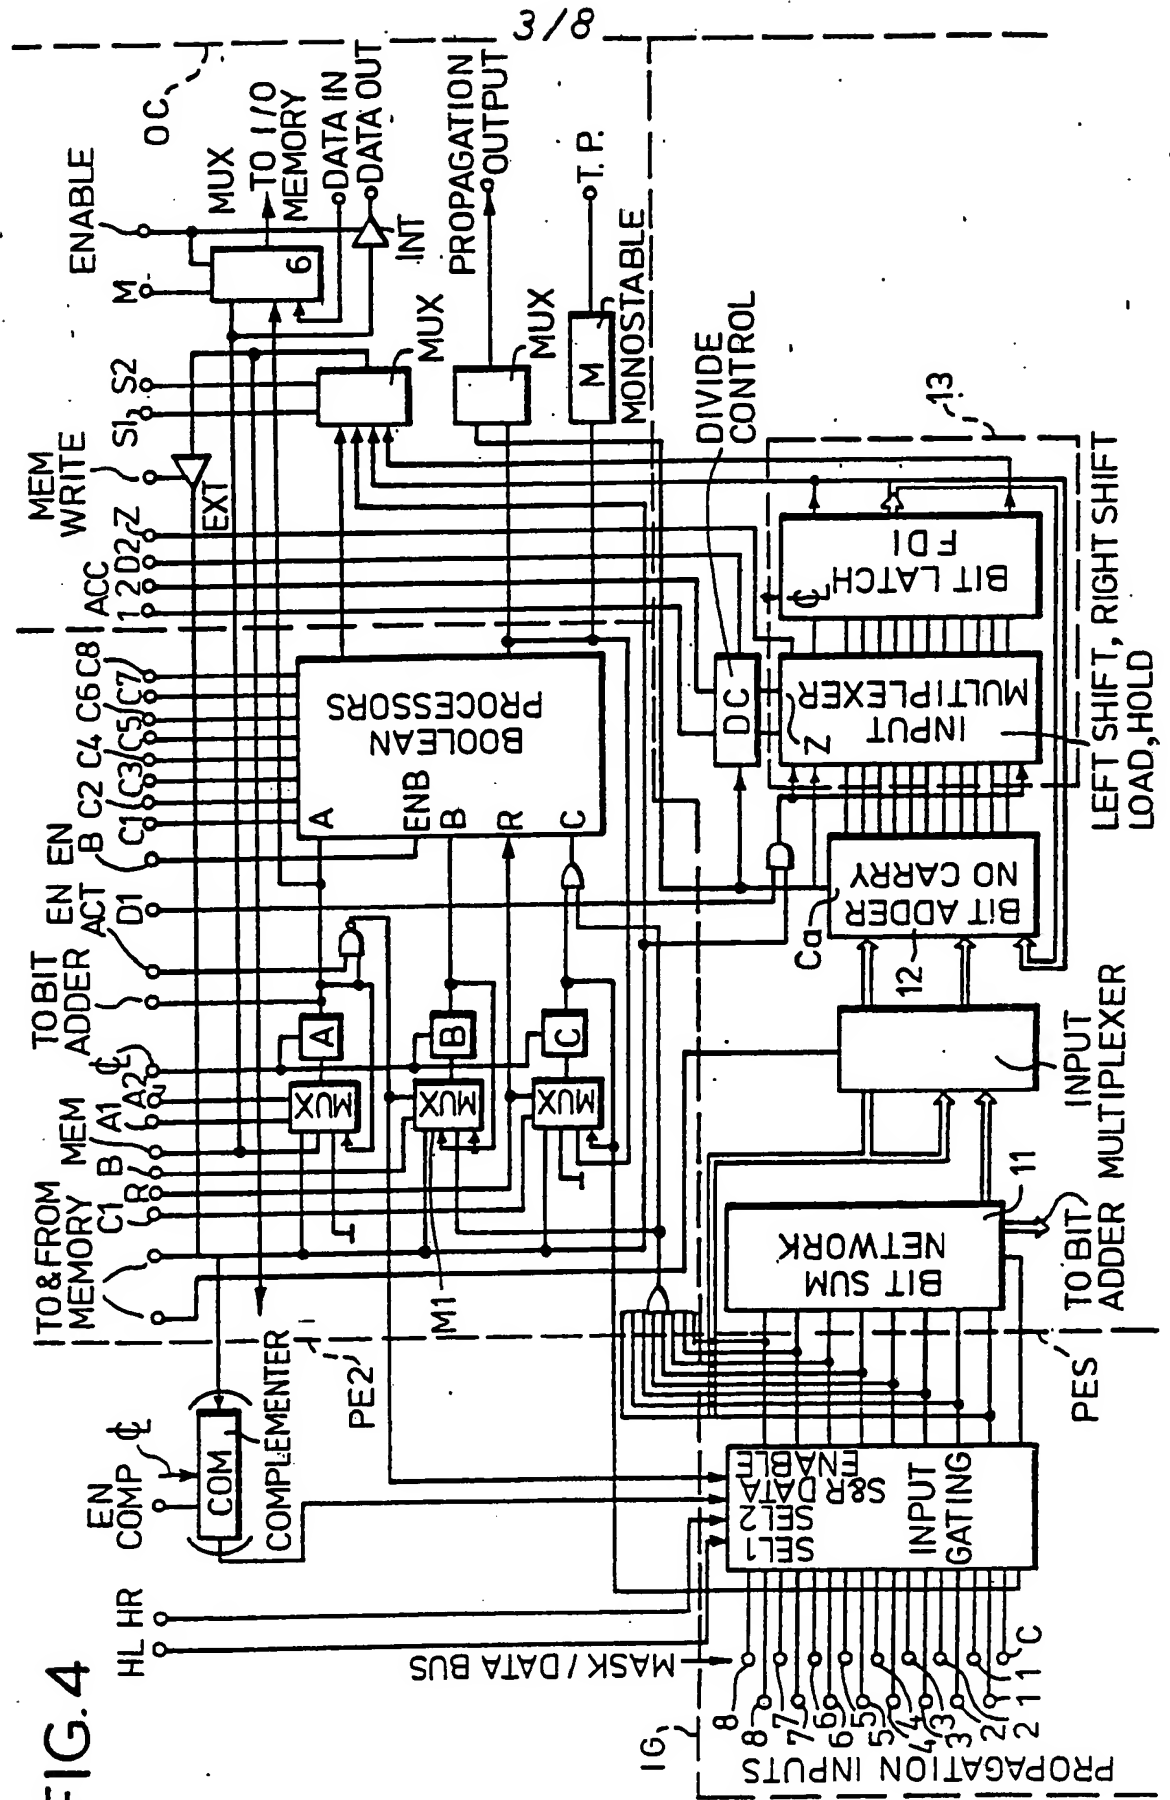 3/8
FIG. 4
OC
ENABLE
M
MUX
TO I/O
MEMORY
6
DATA IN
DATA OUT
INT
PROPAGATION
OUTPUT
T.P.
S1
S2
MUX
MUX
M
MONOSTABLE
MEM
WRITE
EXT
ACC
1
2
D2
Z
DIVIDE
CONTROL
DC
13
C1
C2
C3
C4
C5
C6
C7
C8
BOOLEAN
PROCESSORS
A
ENB
B
R
C
EN
B
EN
ACT
D1
TO BIT
ADDER
A
B
C
MUX
MUX
MUX
A2
A1
MEM
B
R
C1
TO & FROM
MEMORY
M1
PE2
BIT LATCH
FDI
INPUT
MULTIPLEXER
Z
LEFT SHIFT, RIGHT SHIFT
LOAD, HOLD
BIT ADDER
NO CARRY
Ca
12
INPUT
MULTIPLEXER
BIT SUM
NETWORK
11
TO BIT
ADDER
PES
EN
COMP
COM
COMPLEMENTER
HL
HR
SEL1
SEL2
S&R DATA
ENABLE
INPUT
GATING
MASK / DATA BUS
IG
8
8
7
7
6
6
5
5
4
4
3
3
2
2
1
1
C
PROPAGATION INPUTS